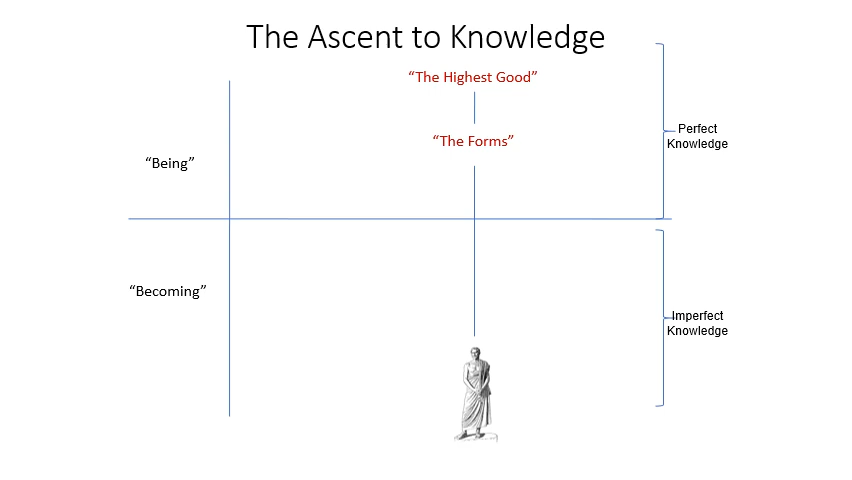 The Ascent to Knowledge
“The Highest Good”
“The Forms”
Perfect
Knowledge
“Being”
“Becoming”
Imperfect
Knowledge